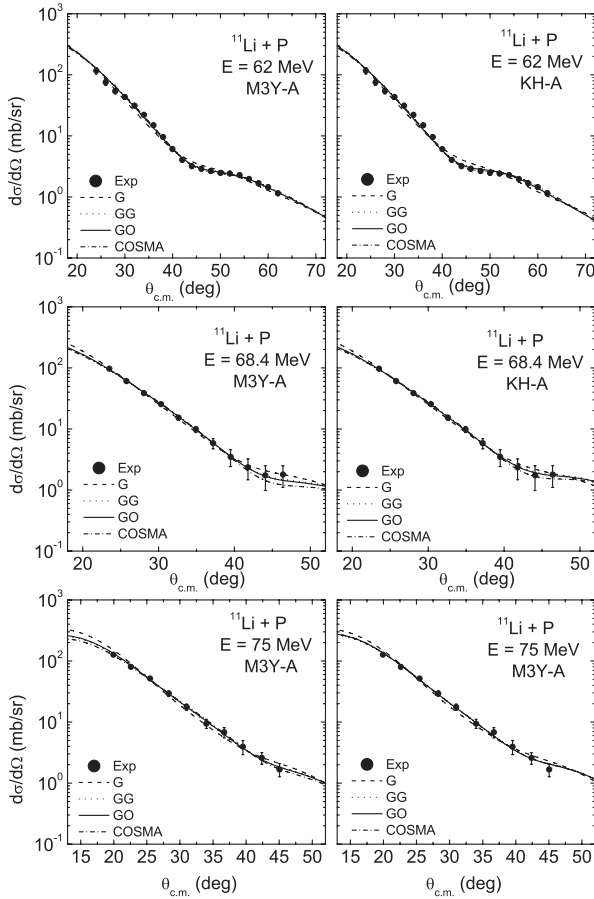 10³
10²
10¹
10⁰
10⁻¹
dσ/dΩ (mb/sr)
¹¹Li + P
E = 62 MeV
M3Y-A
Exp
G
GG
GO
COSMA
20 30 40 50 60 70
θc.m. (deg)
¹¹Li + P
E = 62 MeV
KH-A
Exp
G
GG
GO
COSMA
20 30 40 50 60 70
θc.m. (deg)
10³
10²
10¹
10⁰
10⁻¹
dσ/dΩ (mb/sr)
¹¹Li + P
E = 68.4 MeV
M3Y-A
Exp
G
GG
GO
COSMA
20 30 40 50
θc.m. (deg)
¹¹Li + P
E = 68.4 MeV
KH-A
Exp
G
GG
GO
COSMA
20 30 40 50
θc.m. (deg)
10³
10²
10¹
10⁰
10⁻¹
dσ/dΩ (mb/sr)
¹¹Li + P
E = 75 MeV
M3Y-A
Exp
G
GG
GO
COSMA
15 20 25 30 35 40 45 50
θc.m. (deg)
¹¹Li + P
E = 75 MeV
M3Y-A
Exp
G
GG
GO
COSMA
15 20 25 30 35 40 45 50
θc.m. (deg)